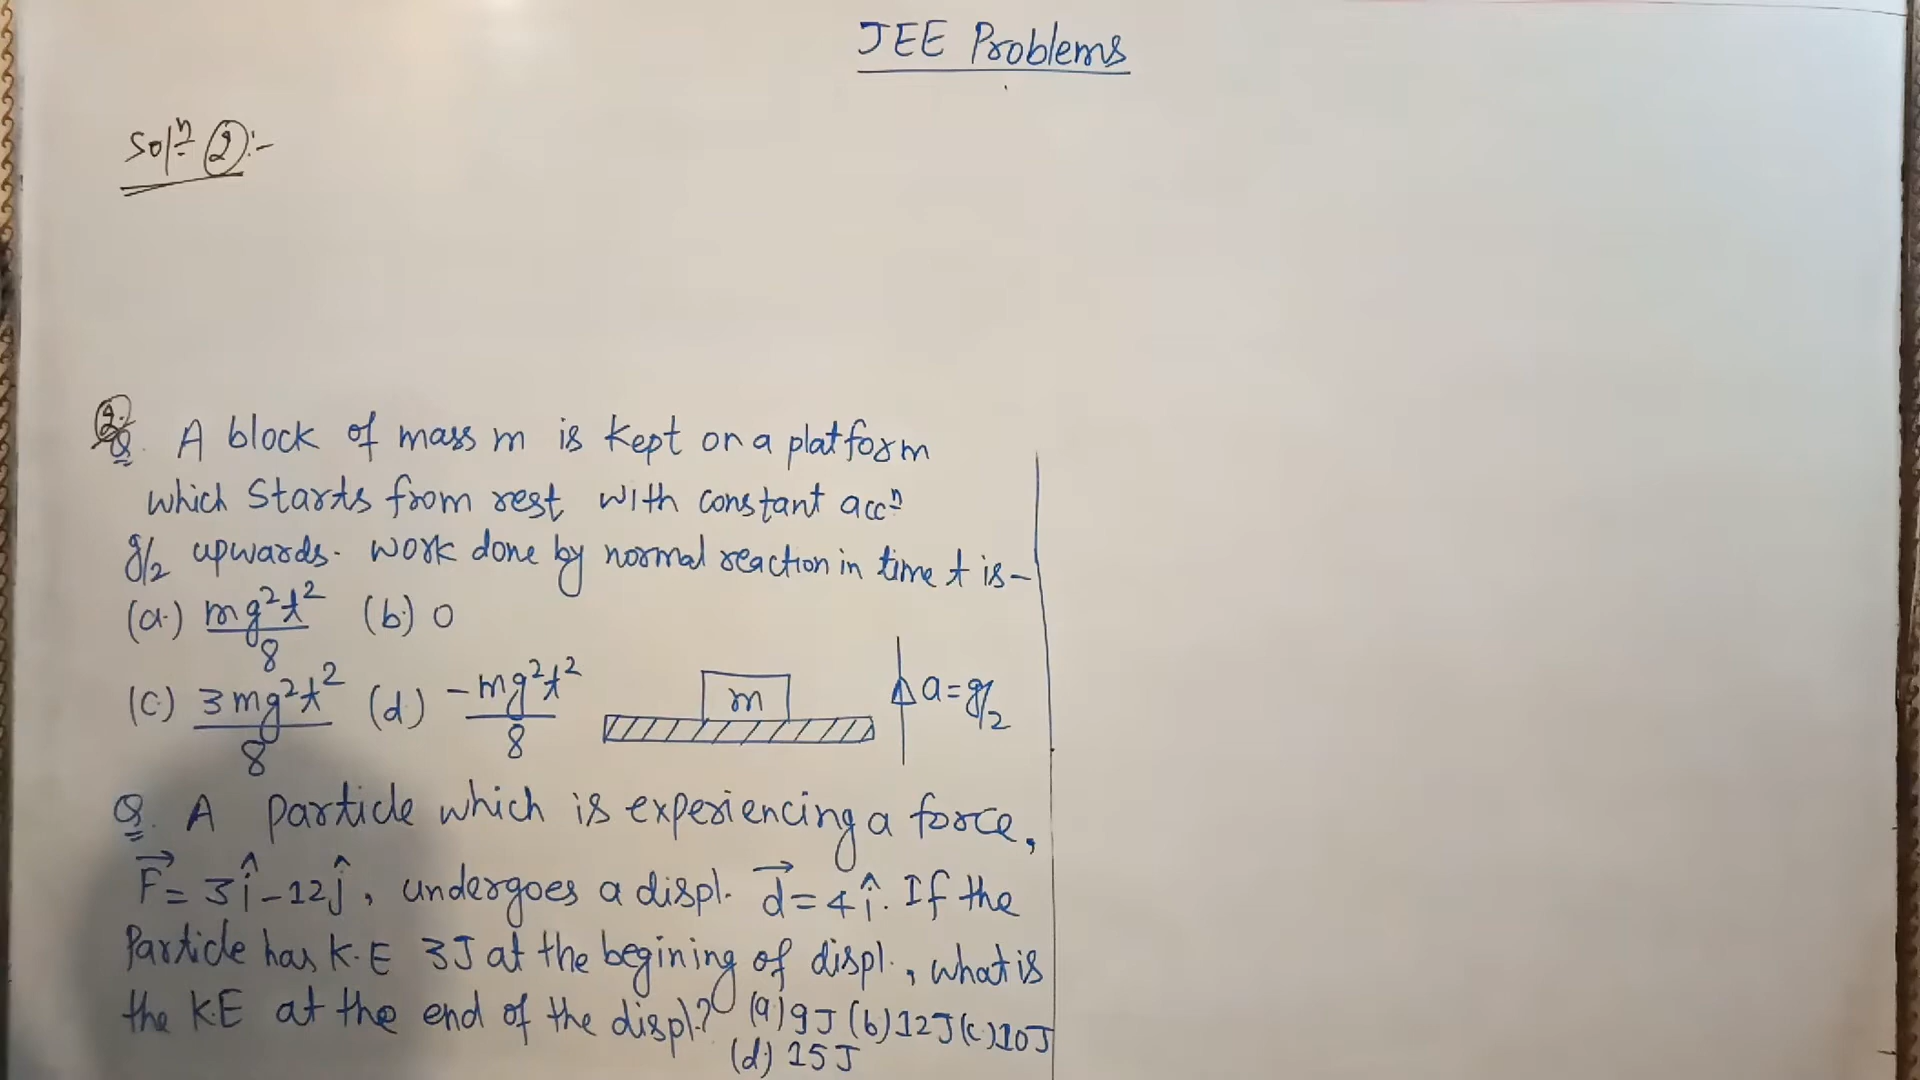 JEE Problems
Solⁿ ②:-
② Q. A block of mass m is kept on a platform
which starts from rest with constant accⁿ
g/2 upwards. Work done by normal reaction in time t is –
(a.) mg²t²/8 (b.) 0
(c.) 3mg²t²/8 (d.) -mg²t²/8
m
a = g/2
Q. A particle which is experiencing a force,
F⃗ = 3î - 12ĵ, undergoes a displ. d⃗ = 4î. If the
Particle has K.E 3J at the begining of displ., what is
the K.E at the end of the displ.? (a.) 9J (b.) 12J (c.) 10J
(d.) 15J